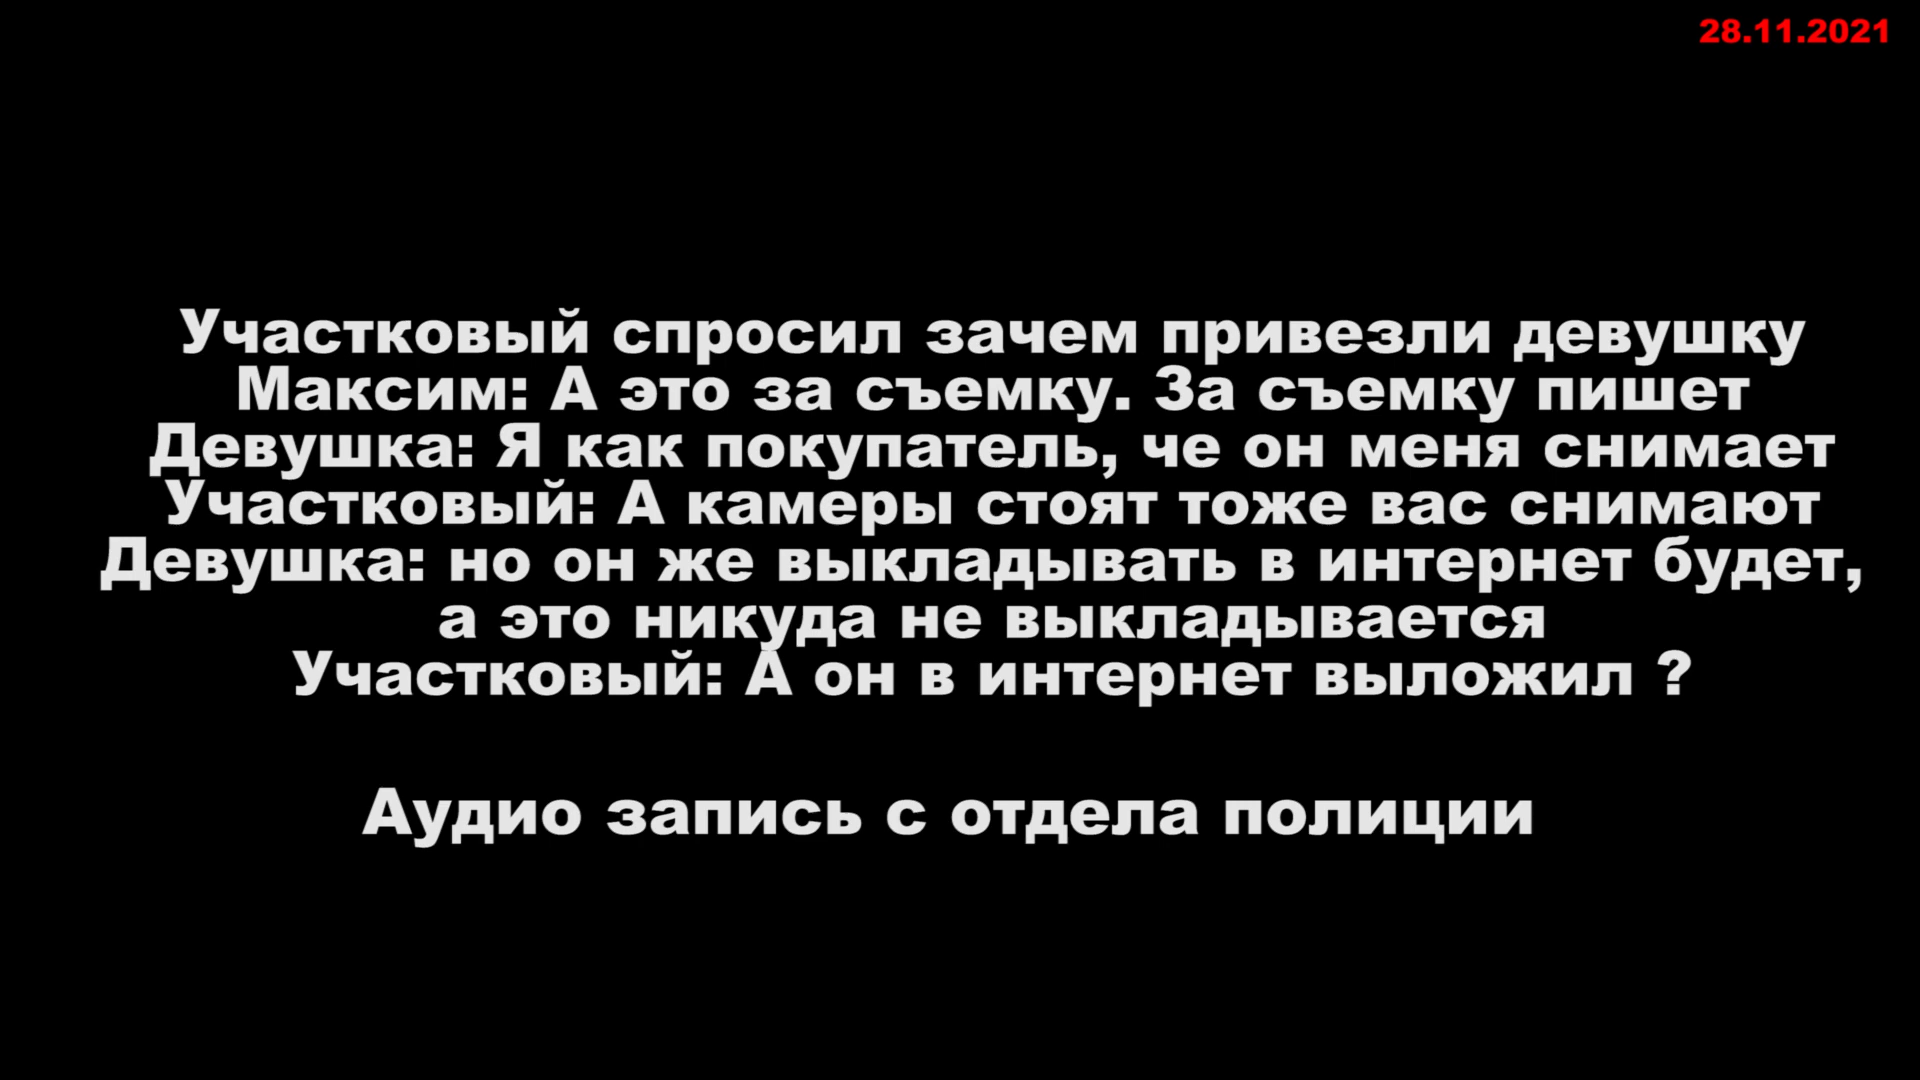 28.11.2021
Участковый спросил зачем привезли девушку
Максим: А это за съемку. За съемку пишет
Девушка: Я как покупатель, че он меня снимает
Участковый: А камеры стоят тоже вас снимают
Девушка: но он же выкладывать в интернет будет,
а это никуда не выкладывается
Участковый: А он в интернет выложил ?
Аудио запись с отдела полиции